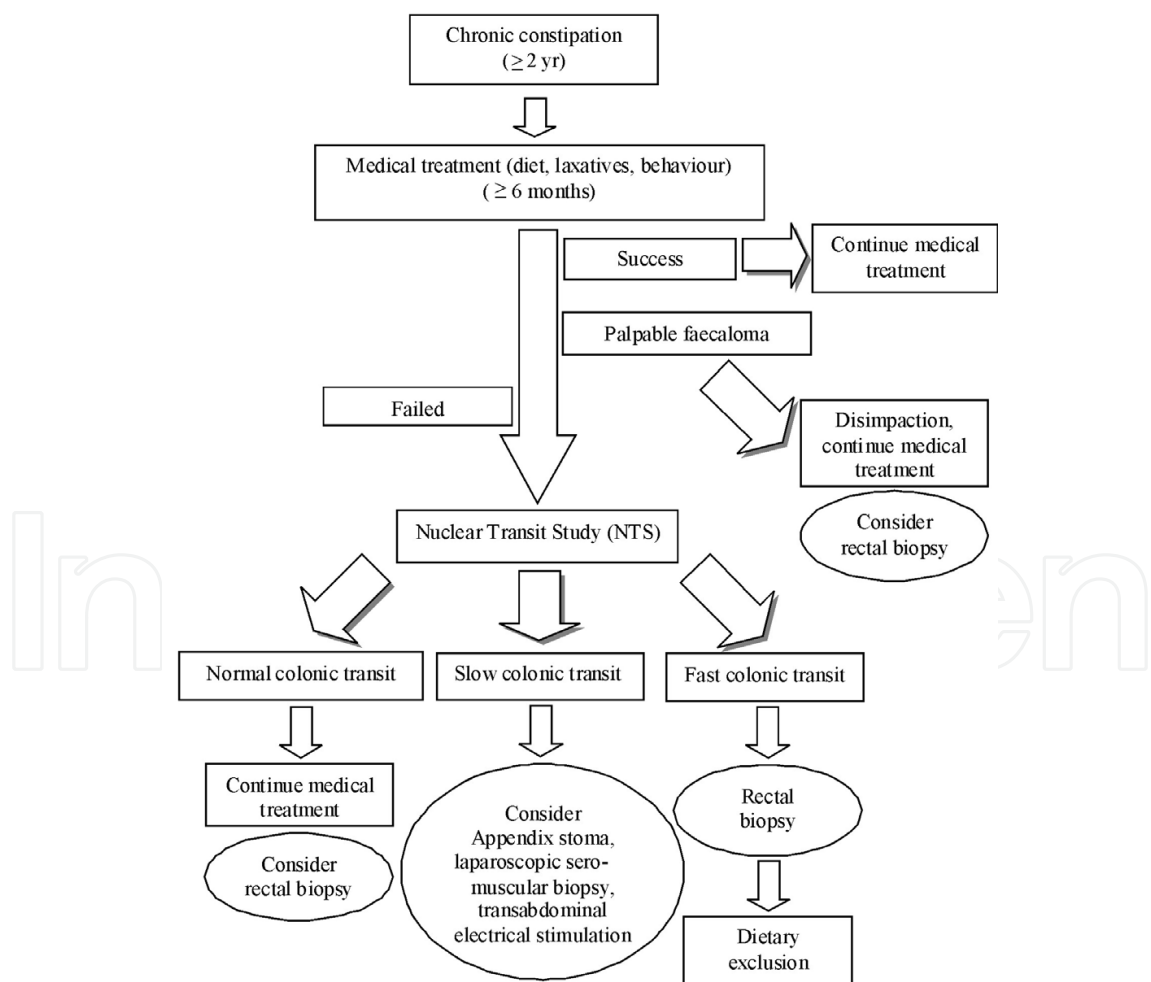 Chronic constipation
(≥2 yr)
Medical treatment (diet, laxatives, behaviour)
(≥ 6 months)
Success
Continue medical
treatment
Palpable faecaloma
Failed
Disimpaction,
continue medical
treatment
Consider
rectal biopsy
Nuclear Transit Study (NTS)
Normal colonic transit
Slow colonic transit
Fast colonic transit
Continue medical
treatment
Consider
rectal biopsy
Consider
Appendix stoma,
laparoscopic sero-
muscular biopsy,
transabdominal
electrical stimulation
Rectal
biopsy
Dietary
exclusion
In
en